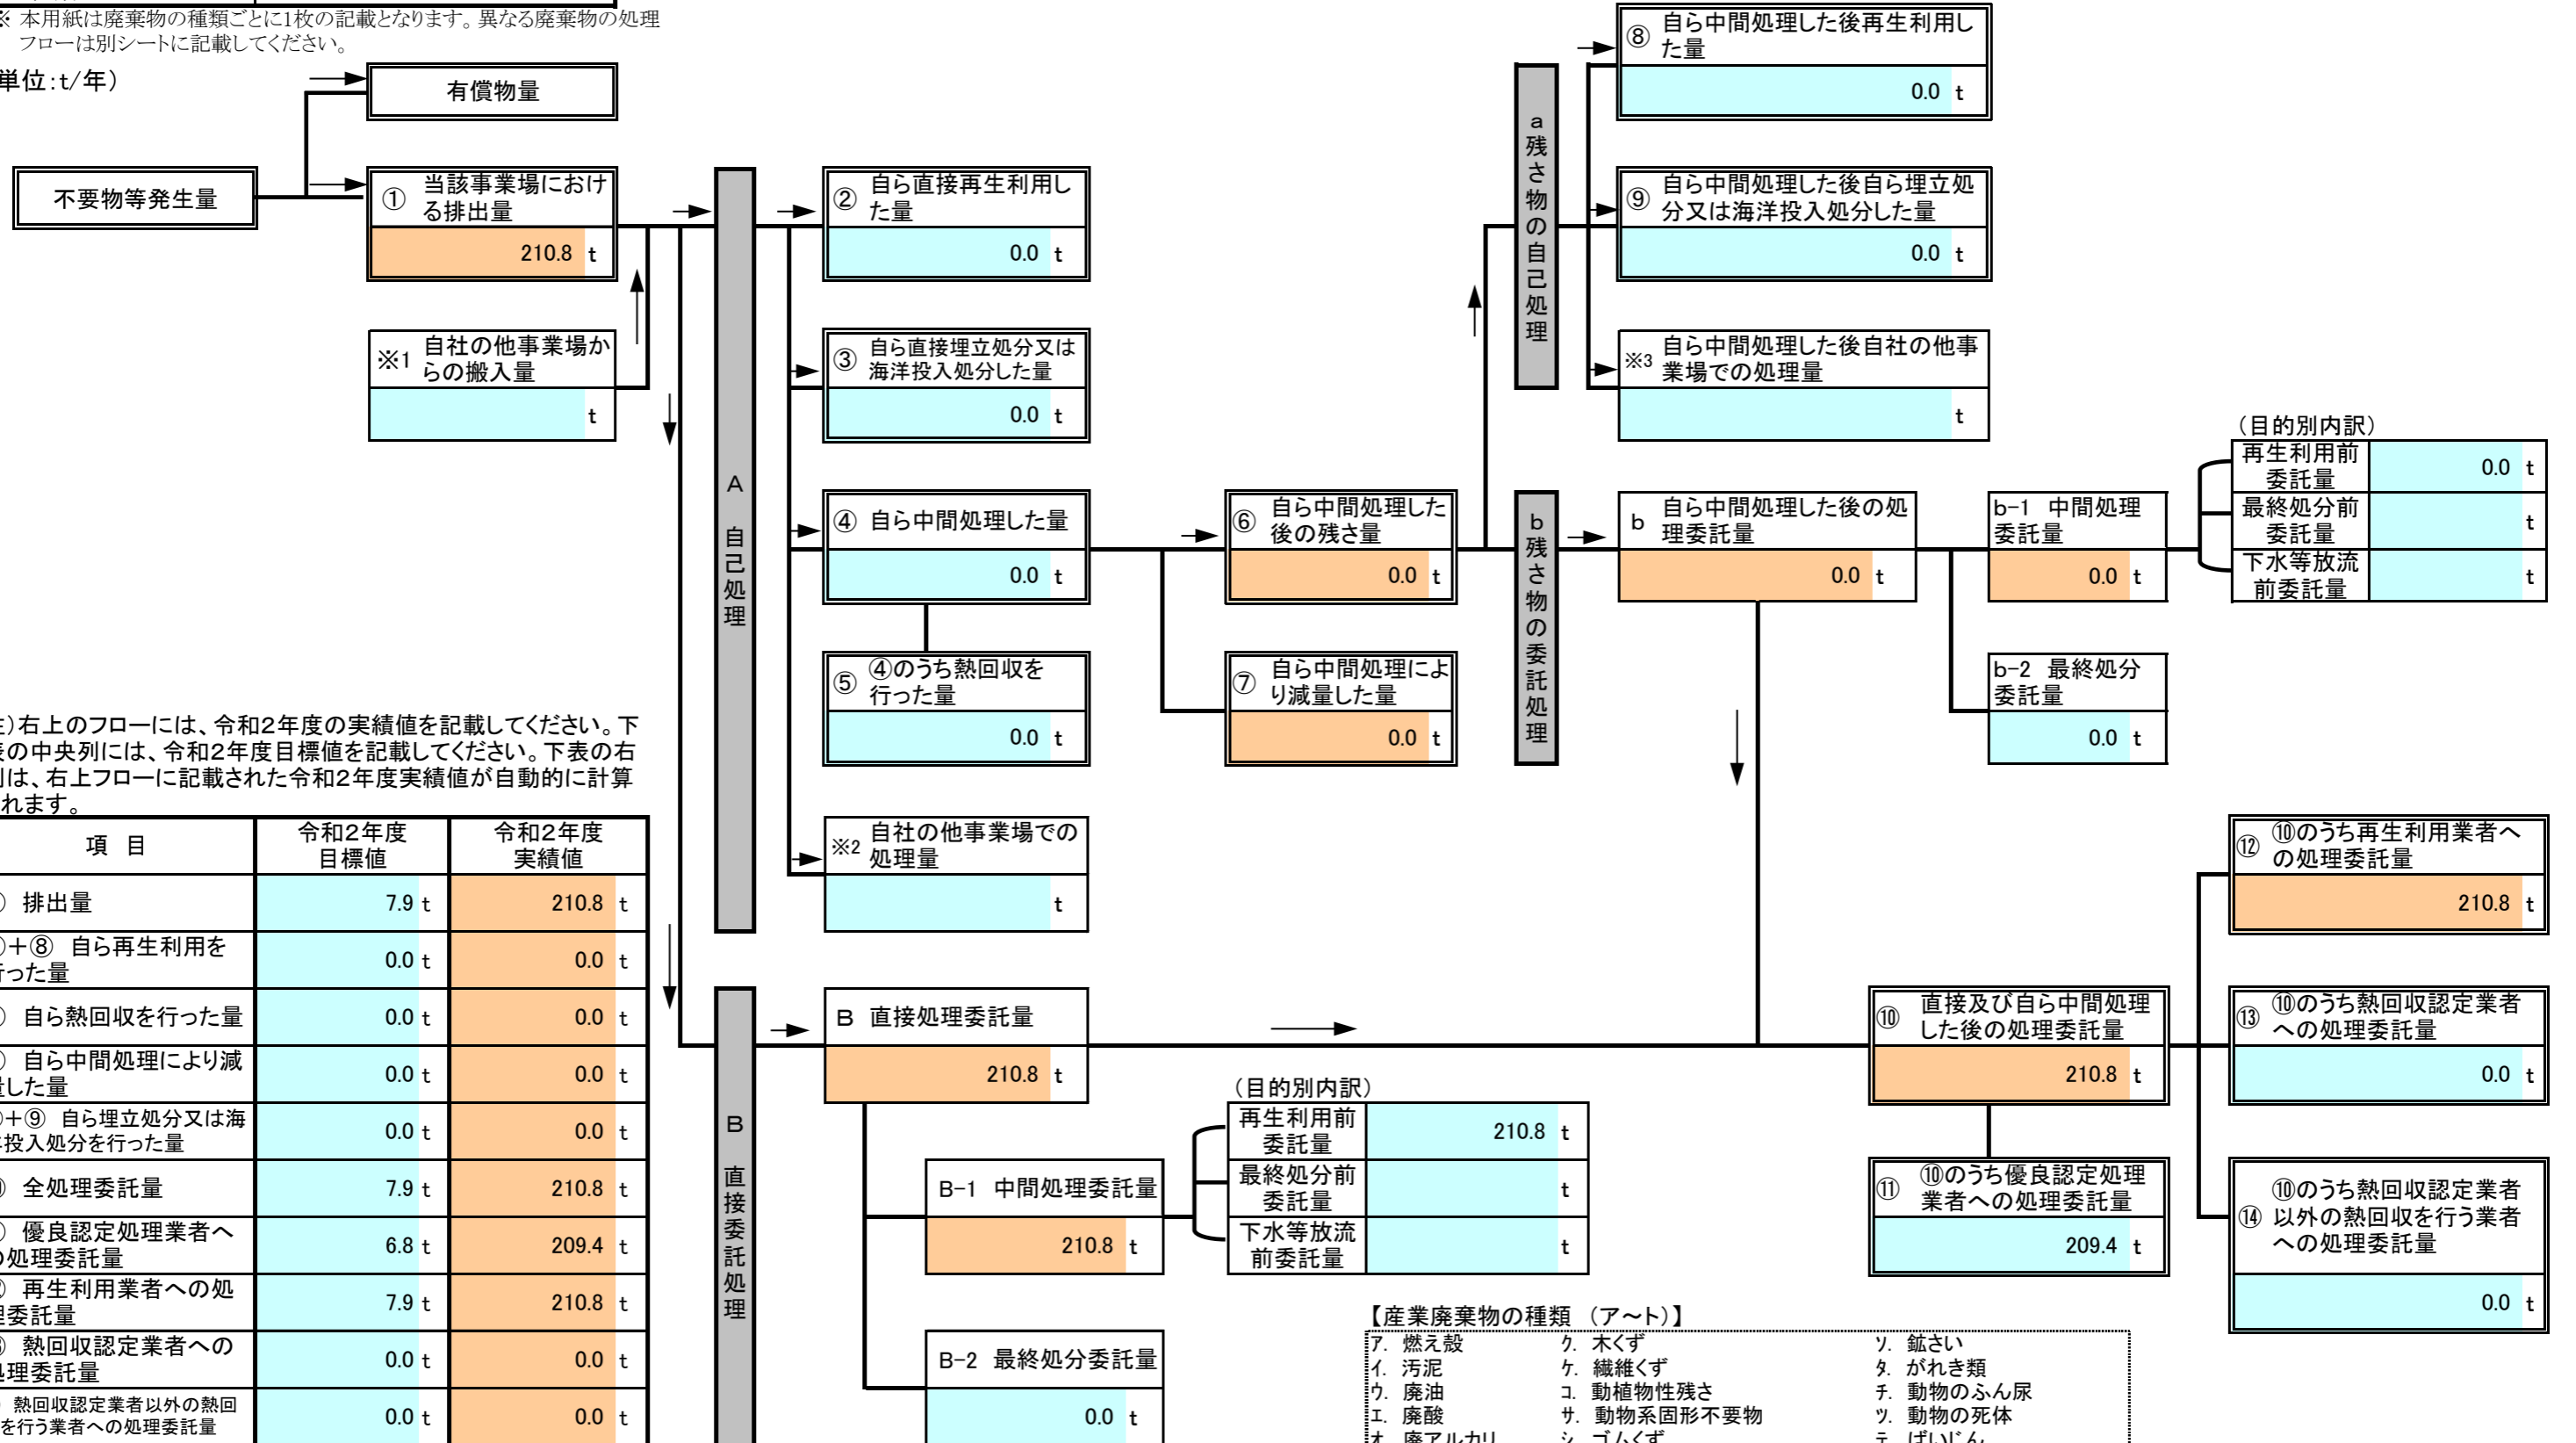 ※ 本用紙は廃棄物の種類ごとに1枚の記載となります。異なる廃棄物の処理
フローは別シートに記載してください。
単位：t/年）
有償物量
不要物等発生量
① 当該事業場におけ
る排出量
210.8 t
※1 自社の他事業場か
らの搬入量
t
A 自己処理
② 自ら直接再生利用し
た量
0.0 t
③ 自ら直接埋立処分又は
海洋投入処分した量
0.0 t
④ 自ら中間処理した量
0.0 t
⑤ ④のうち熱回収を
行った量
0.0 t
※2 自社の他事業場での
処理量
t
⑥ 自ら中間処理した
後の残さ量
0.0 t
⑦ 自ら中間処理によ
り減量した量
0.0 t
a残さ物の自己処理
⑧ 自ら中間処理した後再生利用し
た量
0.0 t
⑨ 自ら中間処理した後自ら埋立処
分又は海洋投入処分した量
0.0 t
※3 自ら中間処理した後自社の他事
業場での処理量
t
b残さ物の委託処理
b 自ら中間処理した後の処
理委託量
0.0 t
b-1 中間処理
委託量
0.0 t
b-2 最終処分
委託量
0.0 t
（目的別内訳）
再生利用前
委託量
0.0 t
最終処分前
委託量
t
下水等放流
前委託量
t
）右上のフローには、令和２年度の実績値を記載してください。下
の中央列には、令和２年度目標値を記載してください。下表の右
は、右上フローに記載された令和２年度実績値が自動的に計算
れます。
項 目
令和２年度
目標値
令和２年度
実績値
排出量 7.9 t 210.8 t
＋⑧ 自ら再生利用を
行った量
0.0 t 0.0 t
自ら熱回収を行った量 0.0 t 0.0 t
自ら中間処理により減
量した量
0.0 t 0.0 t
＋⑨ 自ら埋立処分又は海
洋投入処分を行った量
0.0 t 0.0 t
全処理委託量 7.9 t 210.8 t
優良認定処理業者へ
の処理委託量
6.8 t 209.4 t
再生利用業者への処
理委託量
7.9 t 210.8 t
熱回収認定業者への
処理委託量
0.0 t 0.0 t
熱回収認定業者以外の熱回
を行う業者への処理委託量
0.0 t 0.0 t
B 直接委託処理
B 直接処理委託量
210.8 t
B-1 中間処理委託量
210.8 t
B-2 最終処分委託量
0.0 t
（目的別内訳）
再生利用前
委託量
210.8 t
最終処分前
委託量
t
下水等放流
前委託量
t
⑩ 直接及び自ら中間処理
した後の処理委託量
210.8 t
⑪ ⑩のうち優良認定処理
業者への処理委託量
209.4 t
⑫ ⑩のうち再生利用業者へ
の処理委託量
210.8 t
⑬ ⑩のうち熱回収認定業者
への処理委託量
0.0 t
⑭ ⑩のうち熱回収認定業者
以外の熱回収を行う業者
への処理委託量
0.0 t
【産業廃棄物の種類 （ア～ト）】
ア. 燃え殻 ク. 木くず ソ. 鉱さい
イ. 汚泥 ケ. 繊維くず タ. がれき類
ウ. 廃油 コ. 動植物性残さ チ. 動物のふん尿
エ. 廃酸 サ. 動物系固形不要物 ツ. 動物の死体
オ. 廃アルカリ シ. ゴムくず テ. ばいじん